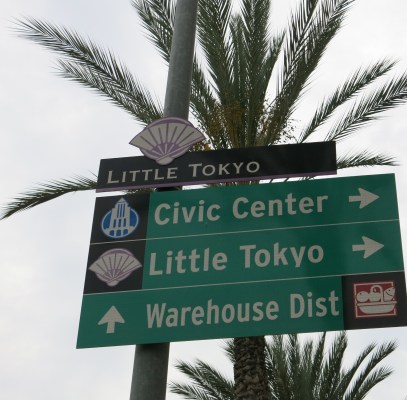 LITTLE TOKYO
Civic Center
Little Tokyo
Warehouse Dist